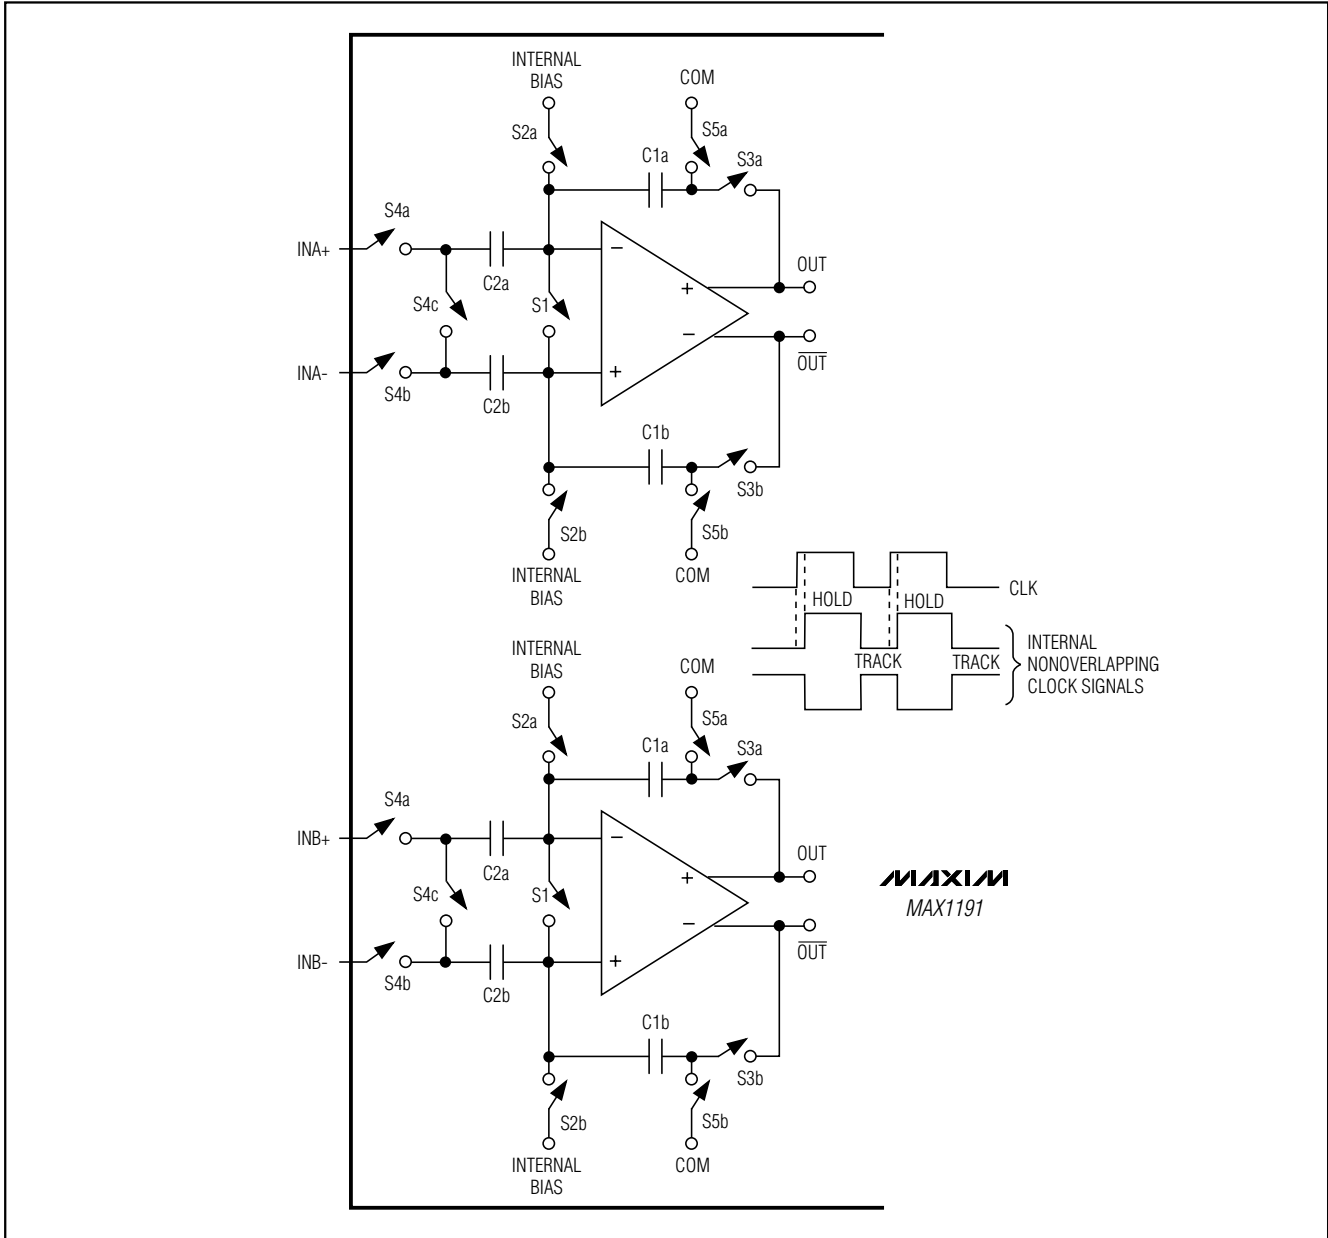 INTERNAL
BIAS
COM
S2a
S5a
C1a
S3a
S4a
INA+
−
C2a
OUT
+
S4c
S1
−
OUT
INA-
+
S4b
C2b
C1b
S3b
S2b
S5b
INTERNAL
BIAS
COM
CLK
HOLD
HOLD
INTERNAL
NONOVERLAPPING
CLOCK SIGNALS
TRACK
TRACK
INTERNAL
BIAS
COM
S2a
S5a
C1a
S3a
S4a
INB+
−
C2a
OUT
+
S4c
S1
−
OUT
INB-
+
S4b
C2b
MAXIM
MAX1191
C1b
S3b
S2b
S5b
INTERNAL
BIAS
COM